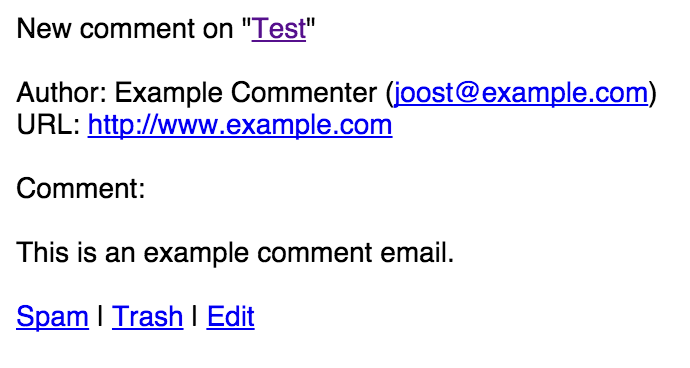 New comment on "Test"
Author: Example Commenter (joost@example.com)
URL: http://www.example.com
Comment:
This is an example comment email.
Spam | Trash | Edit